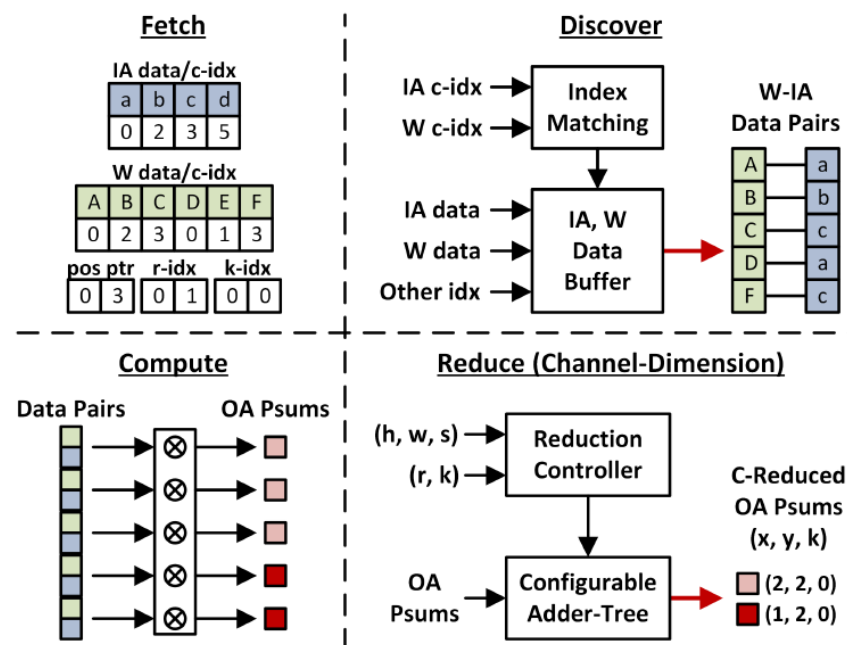 Fetch
IA data/c-idx
a b c d
0 2 3 5
W data/c-idx
A B C D E F
0 2 3 0 1 3
pos ptr r-idx k-idx
0 3 0 1 0 0
Discover
IA c-idx
W c-idx
Index
Matching
IA data
W data
Other idx
IA, W
Data
Buffer
W-IA
Data Pairs
A a
B b
C c
D a
F c
Compute
Data Pairs
OA Psums
⊗
⊗
⊗
⊗
⊗
Reduce (Channel-Dimension)
(h, w, s)
(r, k)
Reduction
Controller
OA
Psums
Configurable
Adder-Tree
C-Reduced
OA Psums
(x, y, k)
(2, 2, 0)
(1, 2, 0)